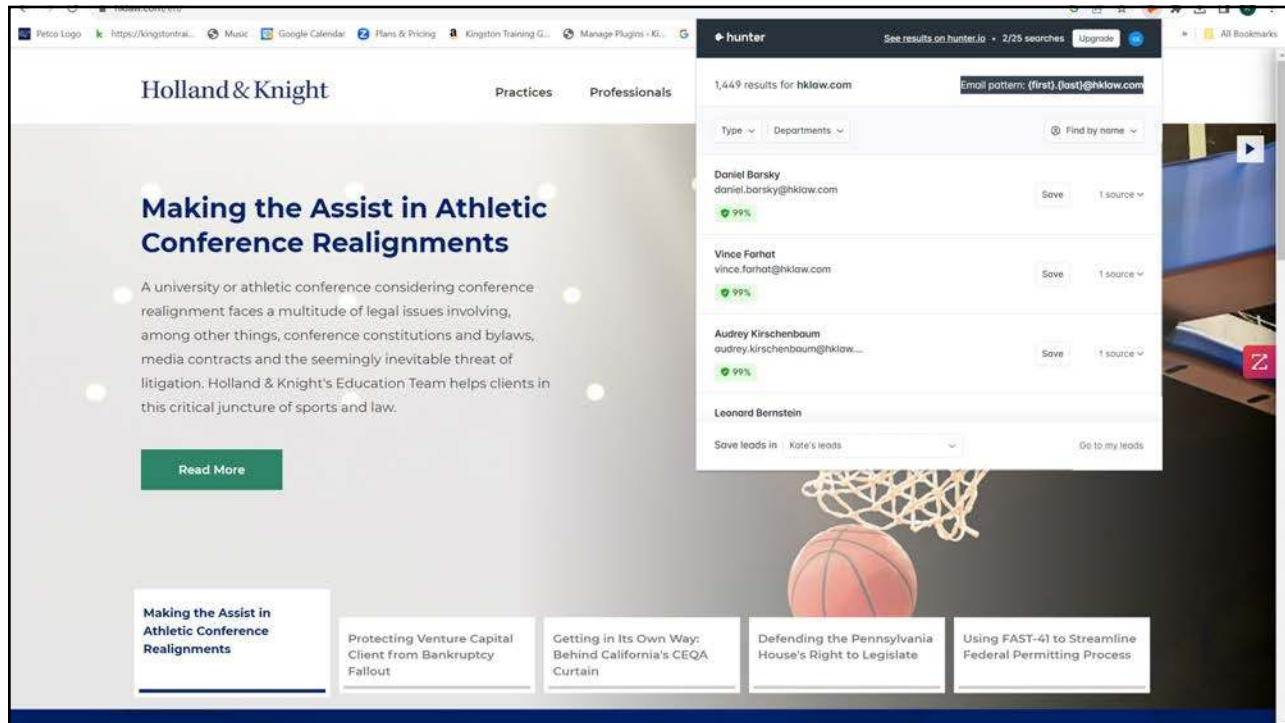 hklaw.com/en/
Petco Logo
https://kingstontrai...
Music
Google Calendar
Plans & Pricing
Kingston Training G...
Manage Plugins ‹ Ki...
»
All Bookmarks
Holland & Knight
Practices
Professionals
hunter
See results on hunter.io • 2/25 searches
Upgrade
1,449 results for hklaw.com
Email pattern: {first}.{last}@hklaw.com
Type
Departments
Find by name
Daniel Barsky
daniel.barsky@hklaw.com
99%
Save
1 source
Vince Farhat
vince.farhat@hklaw.com
99%
Save
1 source
Audrey Kirschenbaum
audrey.kirschenbaum@hklaw....
99%
Save
1 source
Leonard Bernstein
Save leads in
Kate's leads
Go to my leads
Making the Assist in Athletic
Conference Realignments
A university or athletic conference considering conference
realignment faces a multitude of legal issues involving,
among other things, conference constitutions and bylaws,
media contracts and the seemingly inevitable threat of
litigation. Holland & Knight's Education Team helps clients in
this critical juncture of sports and law.
Read More
Making the Assist in
Athletic Conference
Realignments
Protecting Venture Capital
Client from Bankruptcy
Fallout
Getting in Its Own Way:
Behind California's CEQA
Curtain
Defending the Pennsylvania
House's Right to Legislate
Using FAST-41 to Streamline
Federal Permitting Process